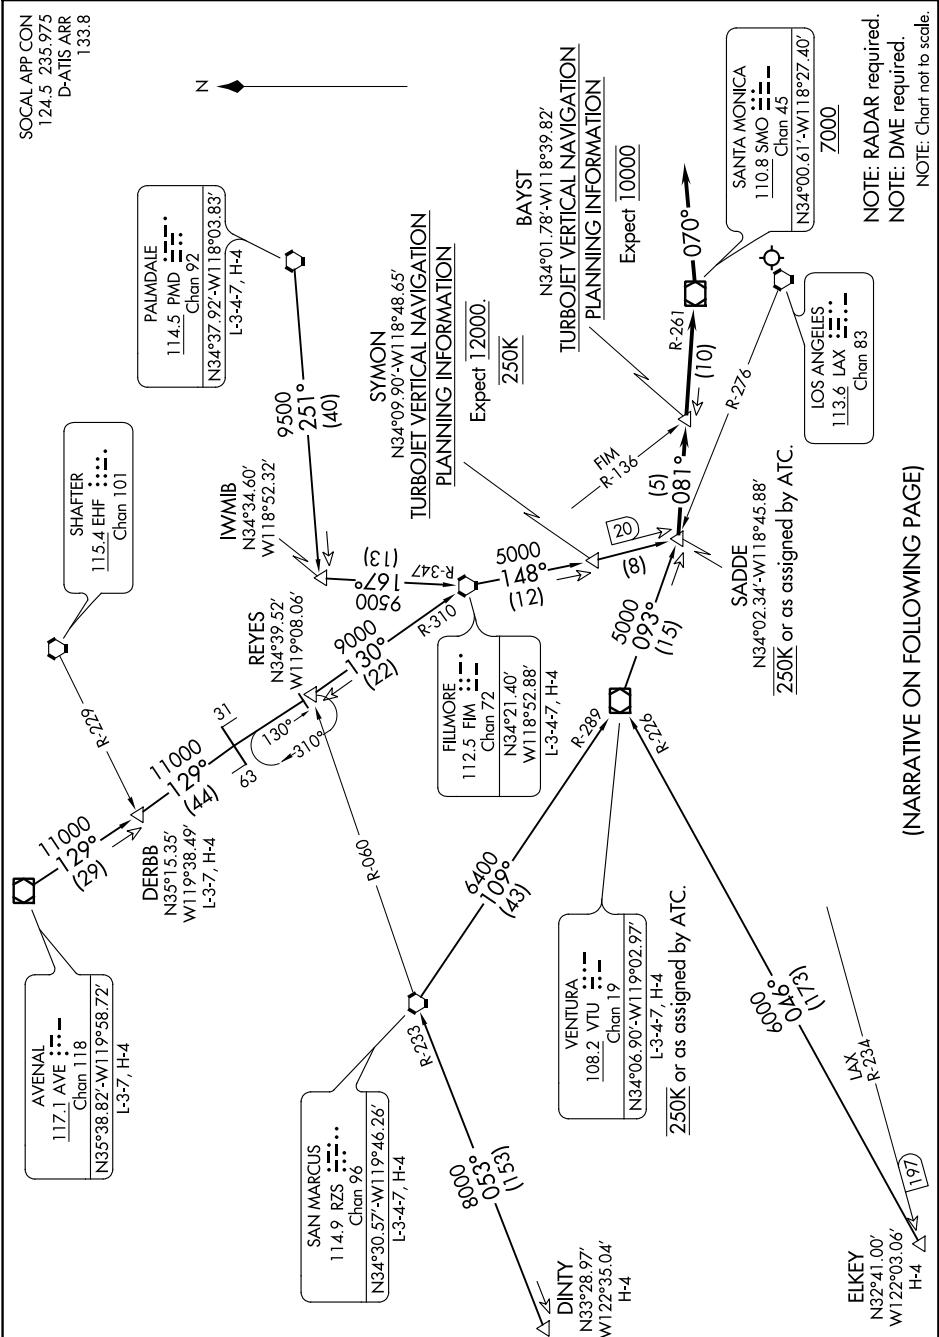 SOCAL APP CON
124.5 235.975
D-ATIS ARR
133.8
N
AVENAL
117.1 AVE
Chan 118
N35°38.82'-W119°58.72'
L-3-7, H-4
11000
129°
(29)
DERBB
N35°15.35'
W119°38.49'
L-3-7, H-4
SHAFTER
115.4 EHF
Chan 101
R-229
11000
129°
(44)
31
63
130°
310°
REYES
N34°39.52'
W119°08.06'
R-060
9000
130°
(22)
R-310
PALMDALE
114.5 PMD
Chan 92
N34°37.92'-W118°03.83'
L-3-4-7, H-4
9500
251°
(40)
IWMIB
N34°34.60'
W118°52.32'
9500
167°
(13)
R-347
FILLMORE
112.5 FIM
Chan 72
N34°21.40'
W118°52.88'
L-3-4-7, H-4
5000
148°
(12)
SYMON
N34°09.90'-W118°48.65'
TURBOJET VERTICAL NAVIGATION
PLANNING INFORMATION
Expect 12000.
250K
20
(8)
BAYST
N34°01.78'-W118°39.82'
TURBOJET VERTICAL NAVIGATION
PLANNING INFORMATION
Expect 10000
FIM
R-136
(5)
081°
R-261
(10)
070°
SANTA MONICA
110.8 SMO
Chan 45
N34°00.61'-W118°27.40'
7000
R-276
LOS ANGELES
113.6 LAX
Chan 83
SADDE
N34°02.34'-W118°45.88'
250K or as assigned by ATC.
5000
093°
(15)
SAN MARCUS
114.9 RZS
Chan 96
N34°30.57'-W119°46.26'
L-3-4-7, H-4
R-233
6400
109°
(43)
R-289
R-226
VENTURA
108.2 VTU
Chan 19
N34°06.90'-W119°02.97'
L-3-4-7, H-4
250K or as assigned by ATC.
8000
053°
(153)
DINTY
N33°28.97'
W122°35.04'
H-4
6000
046°
(173)
LAX
R-234
197
ELKEY
N32°41.00'
W122°03.06'
H-4
NOTE: RADAR required.
NOTE: DME required.
NOTE: Chart not to scale.
(NARRATIVE ON FOLLOWING PAGE)